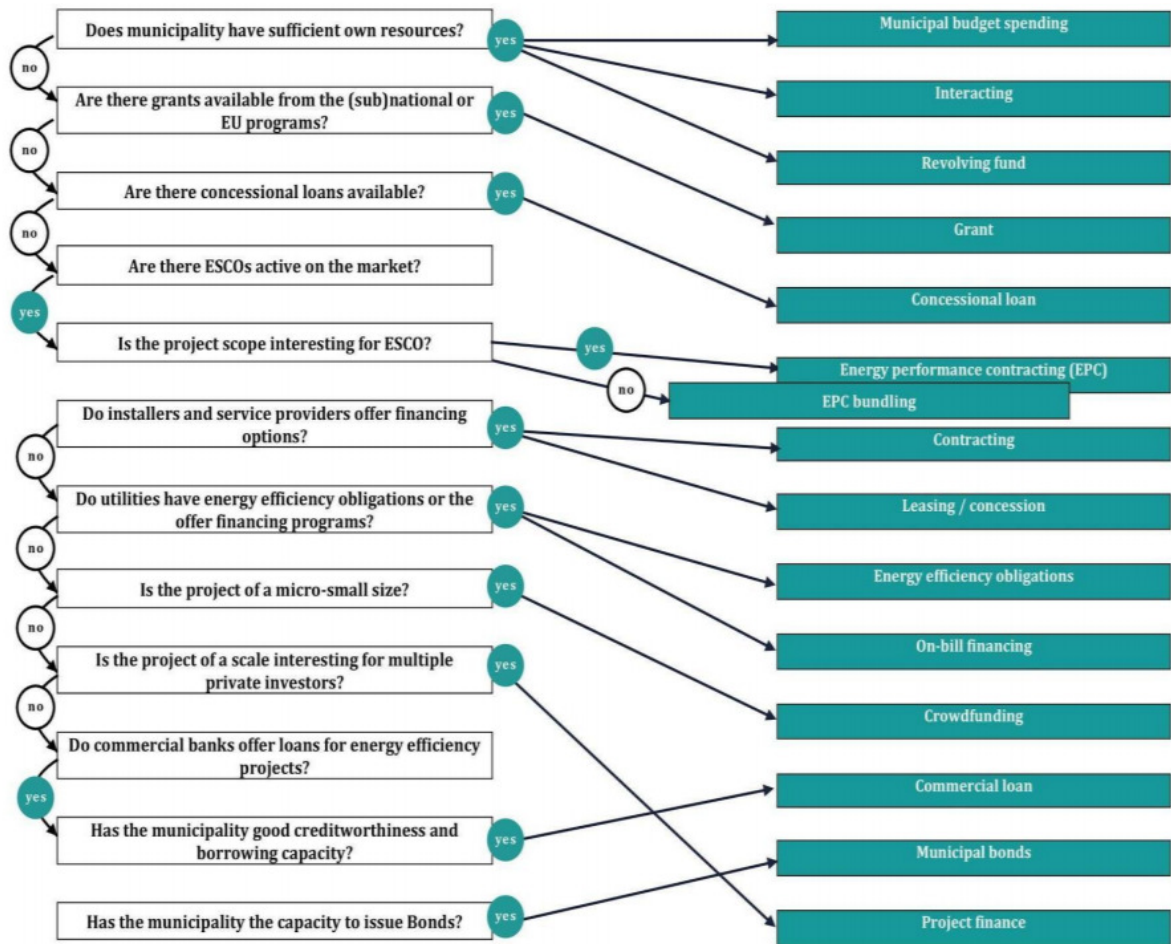 Does municipality have sufficient own resources?
yes
Municipal budget spending
no
Interacting
Are there grants available from the (sub)national or
EU programs?
yes
Revolving fund
no
Are there concessional loans available?
yes
Grant
no
Are there ESCOs active on the market?
Concessional loan
yes
Is the project scope interesting for ESCO?
yes
Energy performance contracting (EPC)
no
EPC bundling
Do installers and service providers offer financing
options?
yes
Contracting
no
Leasing / concession
Do utilities have energy efficiency obligations or the
offer financing programs?
yes
Energy efficiency obligations
no
Is the project of a micro-small size?
yes
On-bill financing
no
Is the project of a scale interesting for multiple
private investors?
yes
Crowdfunding
no
Do commercial banks offer loans for energy efficiency
projects?
Commercial loan
yes
Has the municipality good creditworthiness and
borrowing capacity?
yes
Municipal bonds
Has the municipality the capacity to issue Bonds?
yes
Project finance